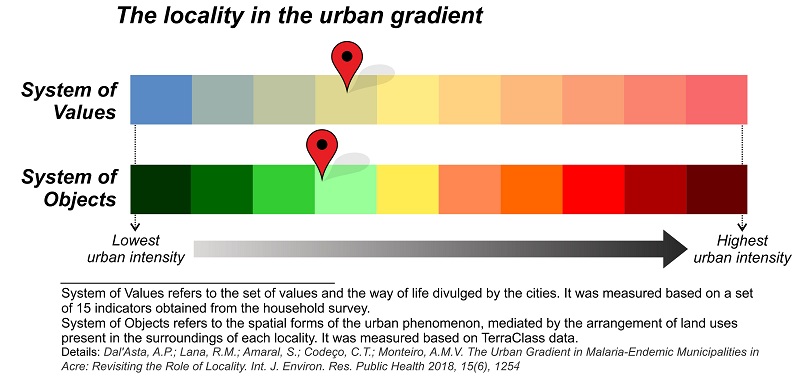 The locality in the urban gradient
System of
Values
System of
Objects
Lowest
urban intensity
Highest
urban intensity
System of Values refers to the set of values and the way of life divulged by the cities. It was measured based on a set
of 15 indicators obtained from the household survey.
System of Objects refers to the spatial forms of the urban phenomenon, mediated by the arrangement of land uses
present in the surroundings of each locality. It was measured based on TerraClass data.
Details: Dal'Asta, A.P.; Lana, R.M.; Amaral, S.; Codeço, C.T.; Monteiro, A.M.V. The Urban Gradient in Malaria-Endemic Municipalities in
Acre: Revisiting the Role of Locality. Int. J. Environ. Res. Public Health 2018, 15(6), 1254